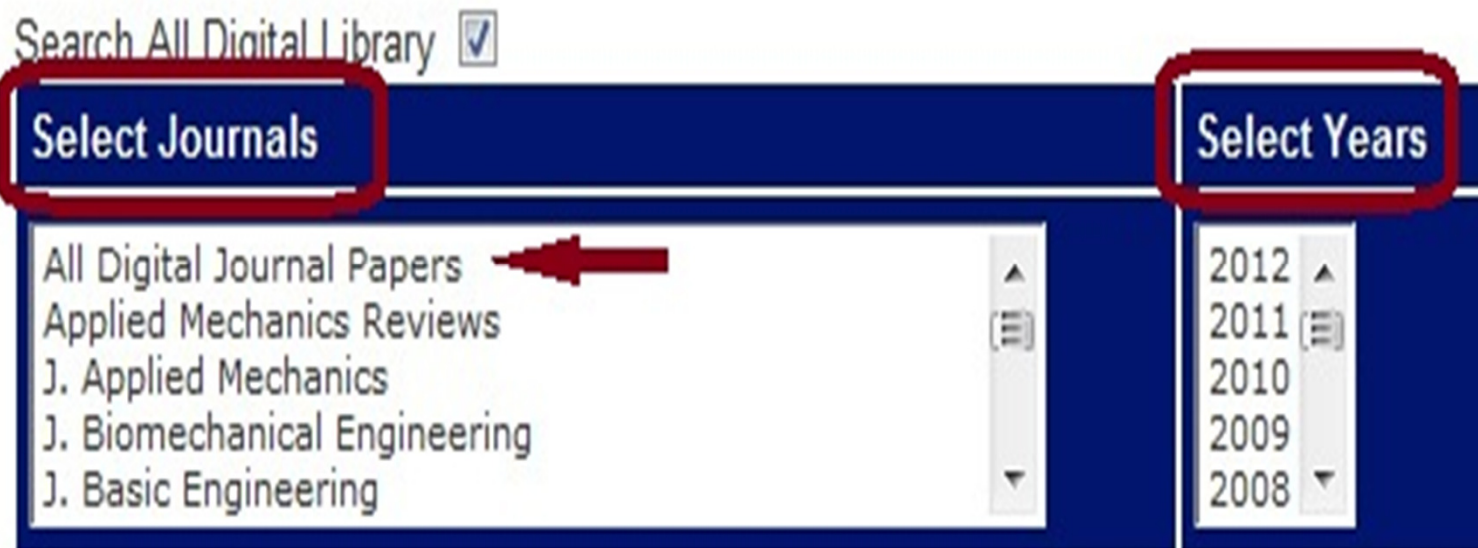 Search All Digital Library
Select Journals
Select Years
All Digital Journal Papers
Applied Mechanics Reviews
J. Applied Mechanics
J. Biomechanical Engineering
J. Basic Engineering
2012
2011
2010
2009
2008